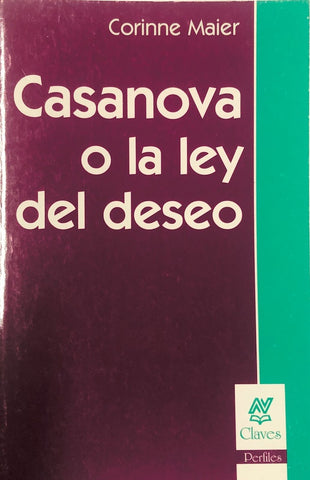 Corinne Maier
Casanova
o la ley
del deseo
Claves
Perfiles